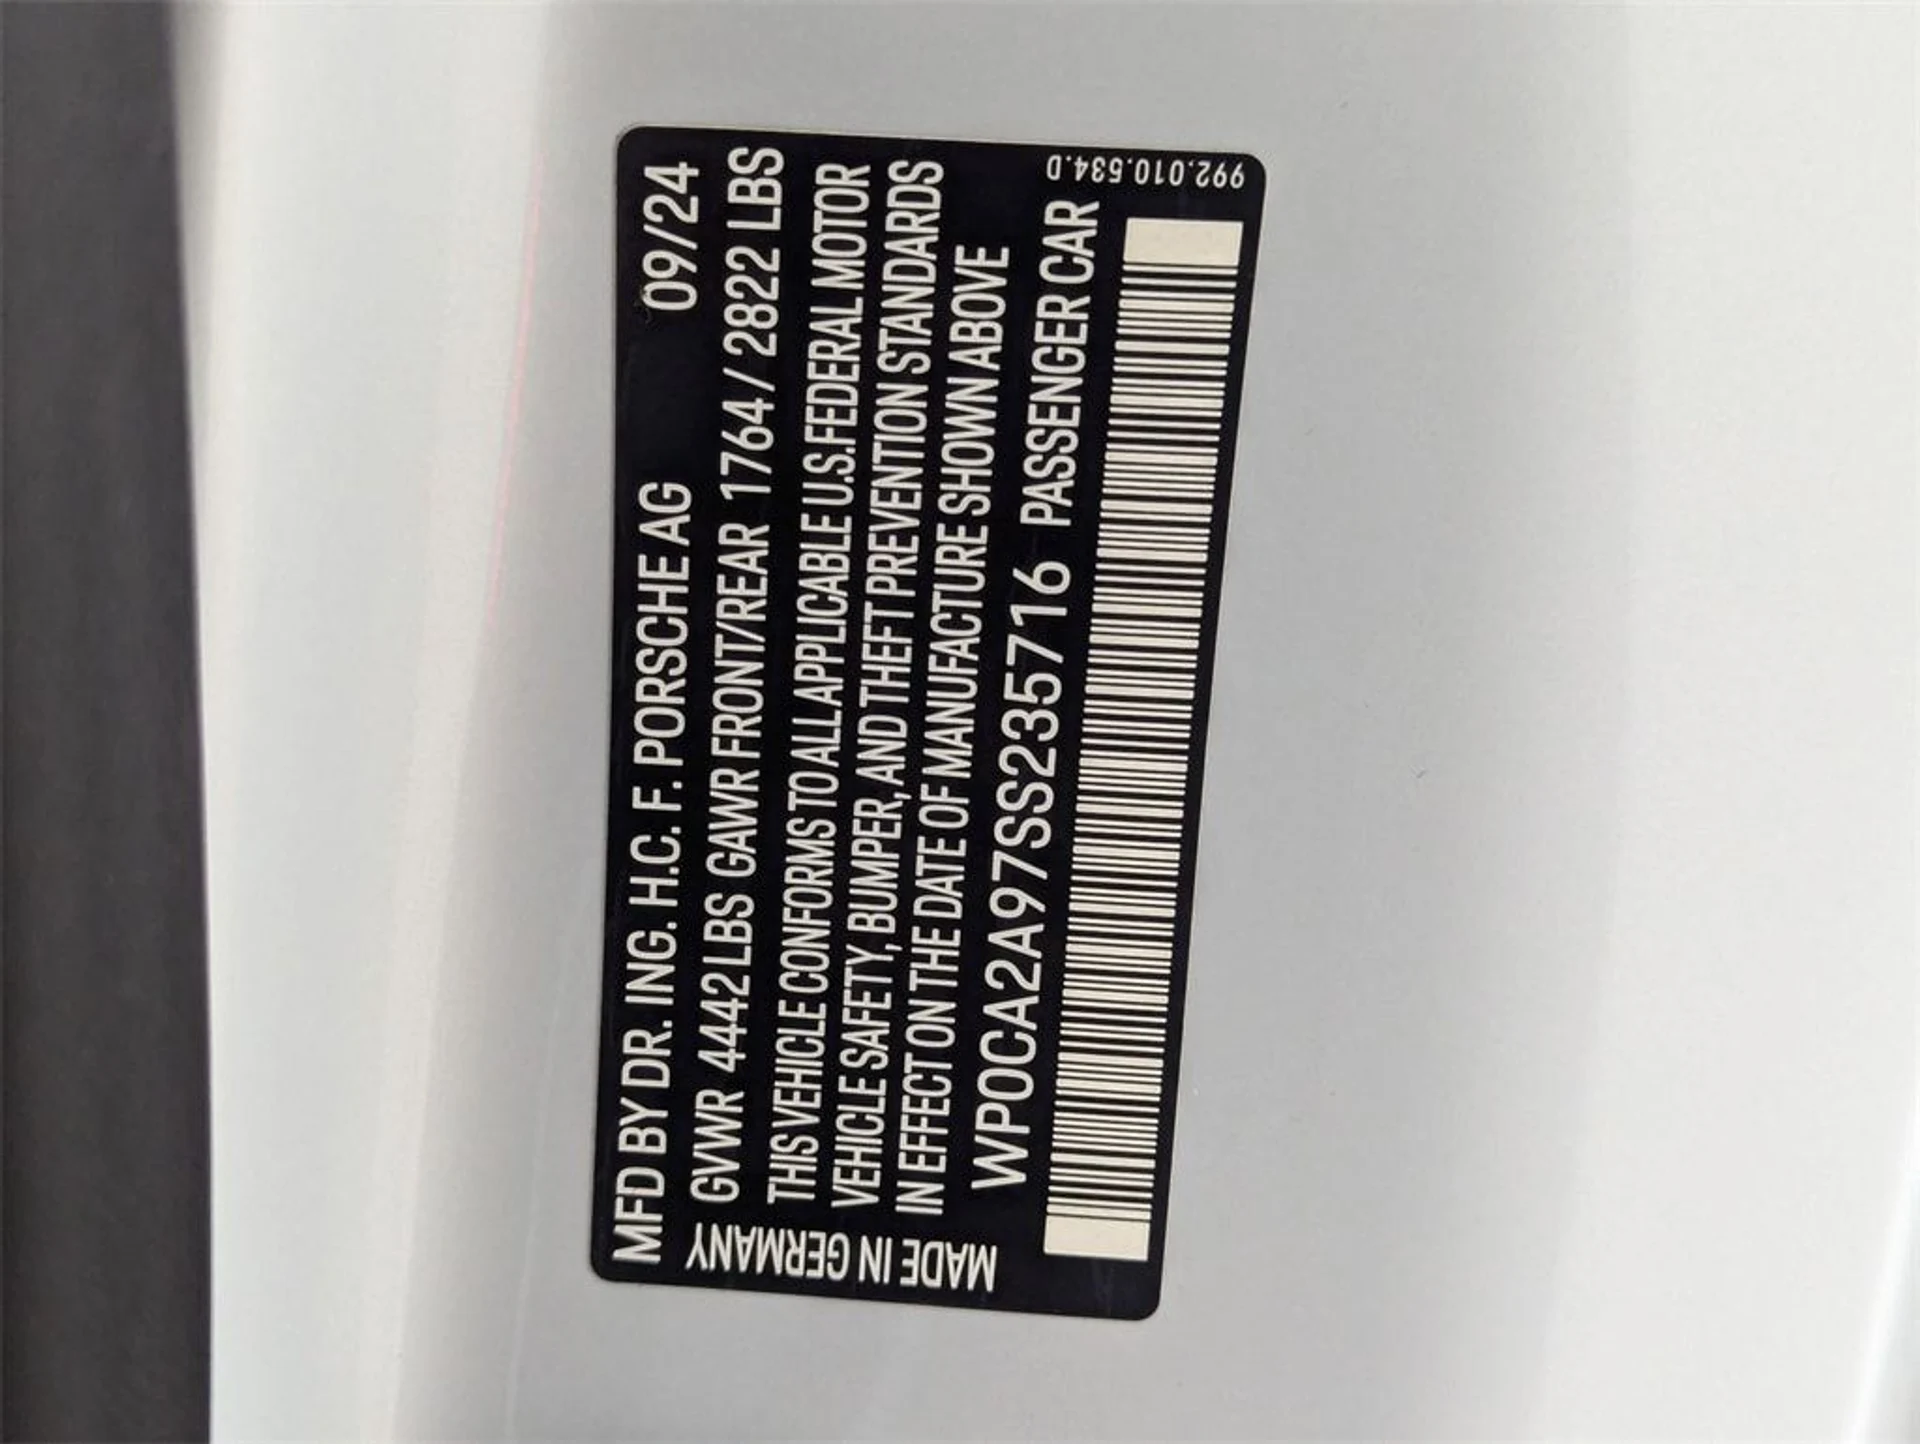 MFD BY DR. ING. H.C. F. PORSCHE AG 09/24
GVWR 4442 LBS GAWR FRONT/REAR 1764 / 2822 LBS
THIS VEHICLE CONFORMS TO ALL APPLICABLE U.S. FEDERAL MOTOR
VEHICLE SAFETY, BUMPER, AND THEFT PREVENTION STANDARDS
IN EFFECT ON THE DATE OF MANUFACTURE SHOWN ABOVE
WP0CA2A97SS235716 PASSENGER CAR
MADE IN GERMANY
992.010.534.D